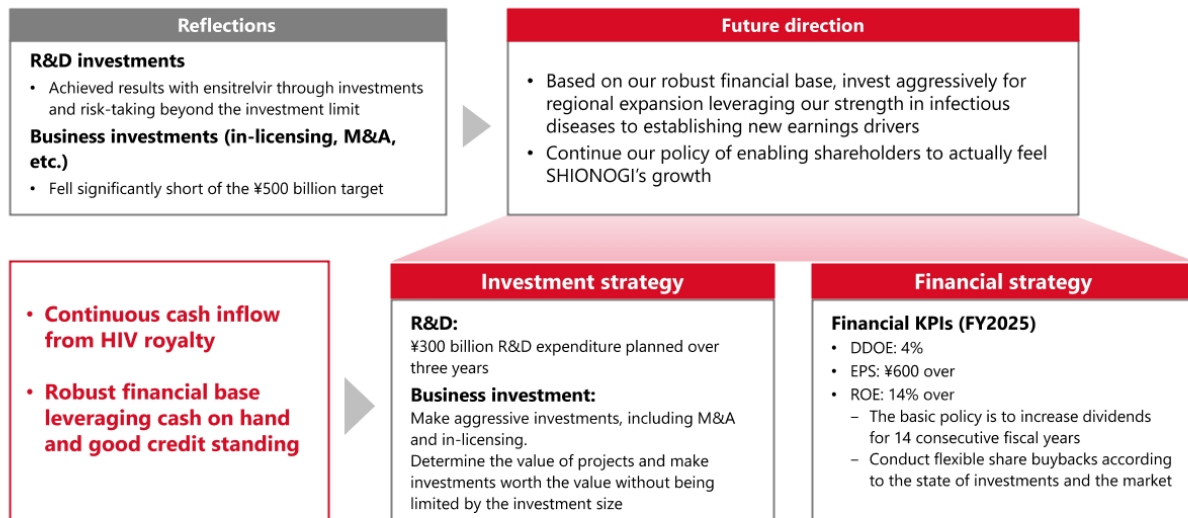 Reflections
R&D investments
• Achieved results with ensitrelvir through investments
and risk-taking beyond the investment limit
Business investments (in-licensing, M&A,
etc.)
• Fell significantly short of the ¥500 billion target
Future direction
• Based on our robust financial base, invest aggressively for
regional expansion leveraging our strength in infectious
diseases to establishing new earnings drivers
• Continue our policy of enabling shareholders to actually feel
SHIONOGI's growth
• Continuous cash inflow
from HIV royalty
• Robust financial base
leveraging cash on hand
and good credit standing
Investment strategy
R&D:
¥300 billion R&D expenditure planned over
three years
Business investment:
Make aggressive investments, including M&A
and in-licensing.
Determine the value of projects and make
investments worth the value without being
limited by the investment size
Financial strategy
Financial KPIs (FY2025)
• DDOE: 4%
• EPS: ¥600 over
• ROE: 14% over
− The basic policy is to increase dividends
for 14 consecutive fiscal years
− Conduct flexible share buybacks according
to the state of investments and the market